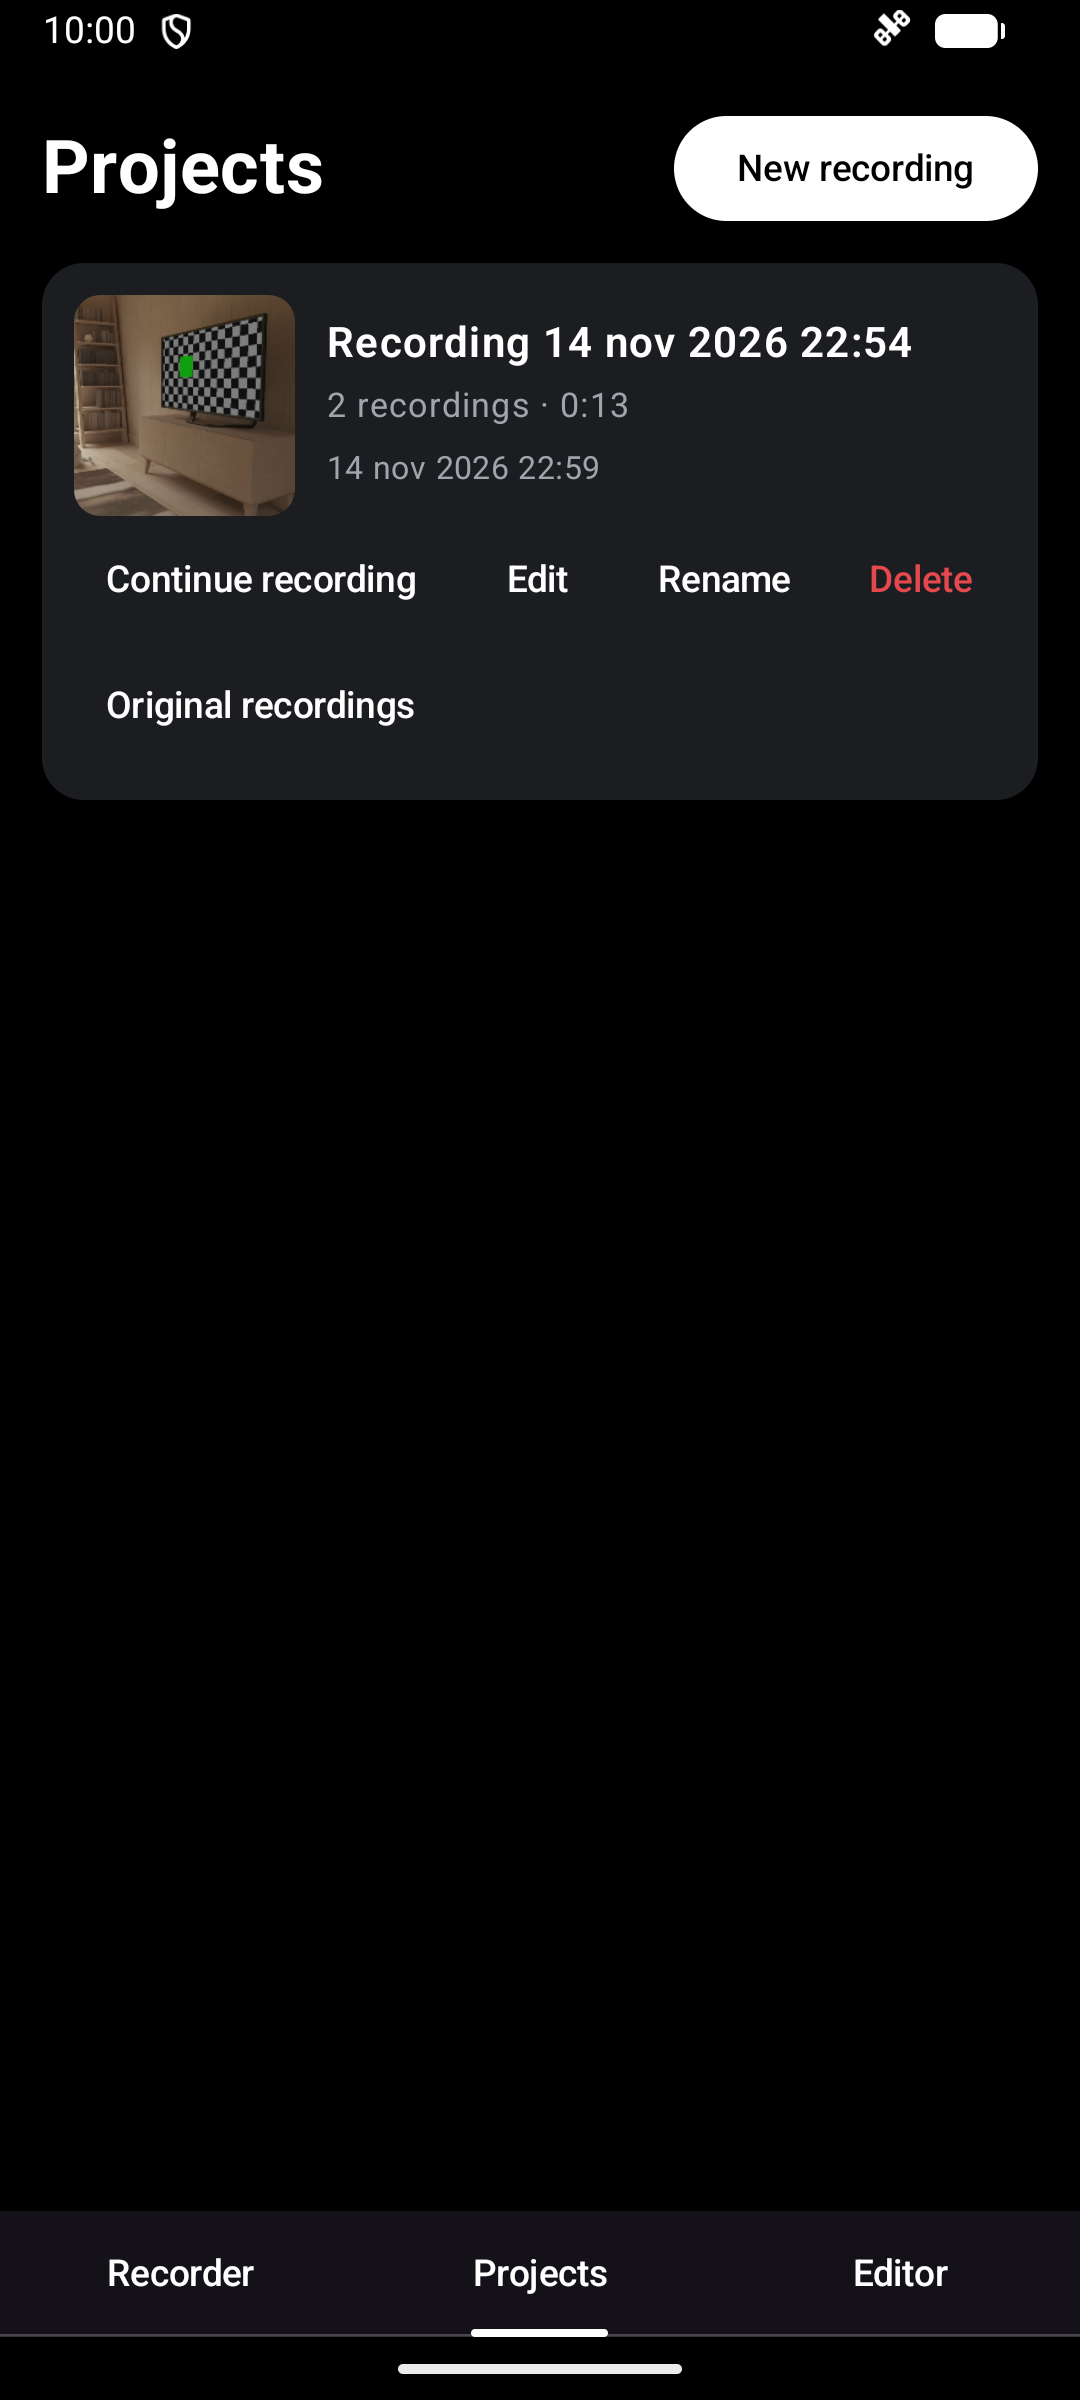 10:00
Projects
New recording
Recording 14 nov 2026 22:54
2 recordings · 0:13
14 nov 2026 22:59
Continue recording
Edit
Rename
Delete
Original recordings
Recorder
Projects
Editor